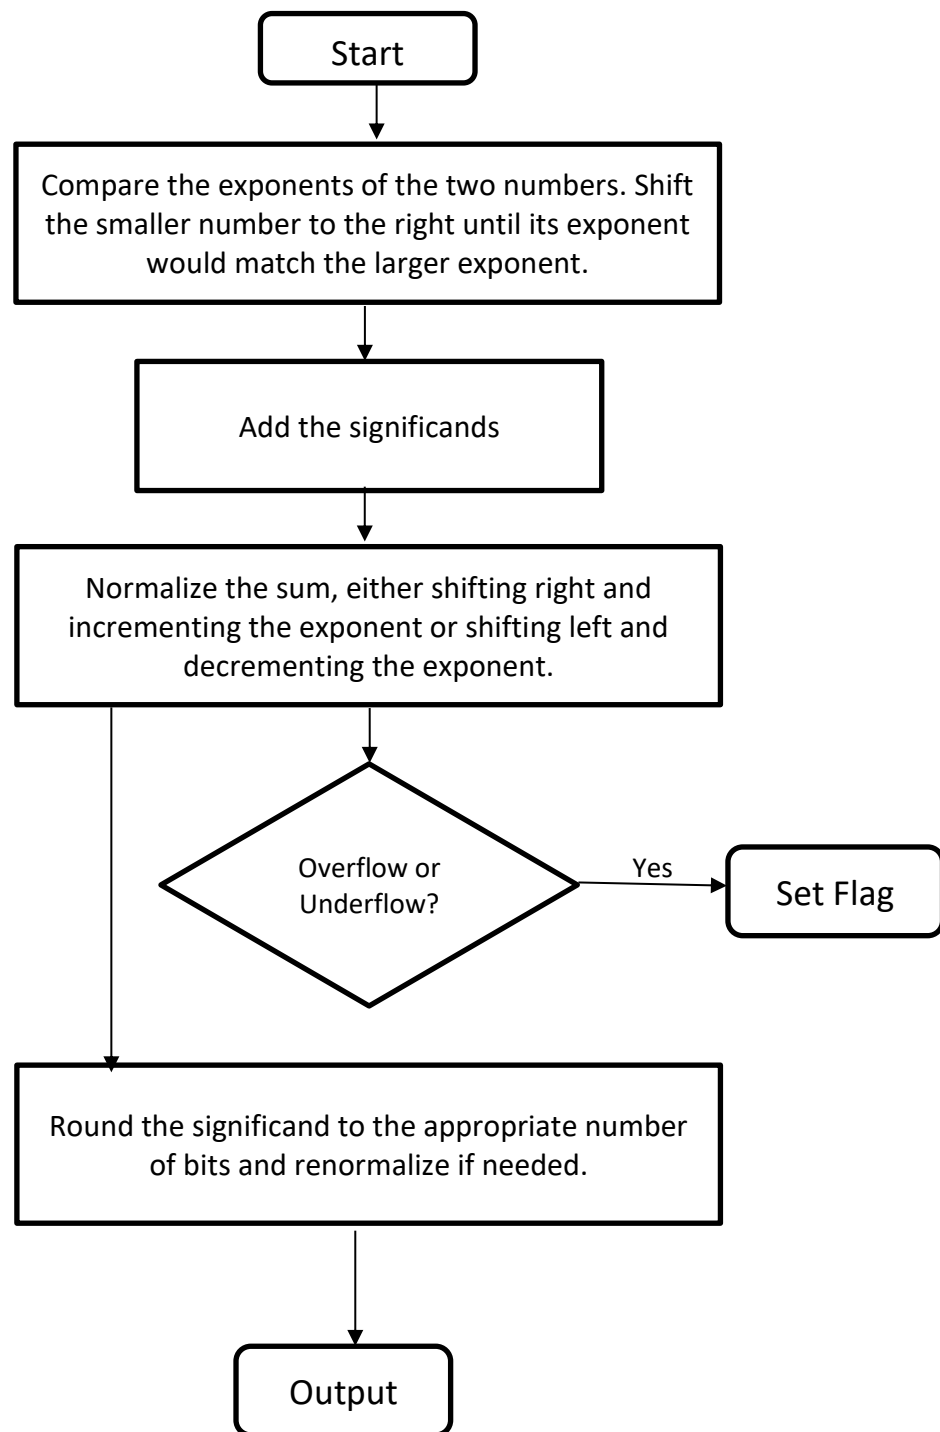 Start
Compare the exponents of the two numbers. Shift
the smaller number to the right until its exponent
would match the larger exponent.
Add the significands
Normalize the sum, either shifting right and
incrementing the exponent or shifting left and
decrementing the exponent.
Overflow or
Underflow?
Yes
Set Flag
Round the significand to the appropriate number
of bits and renormalize if needed.
Output